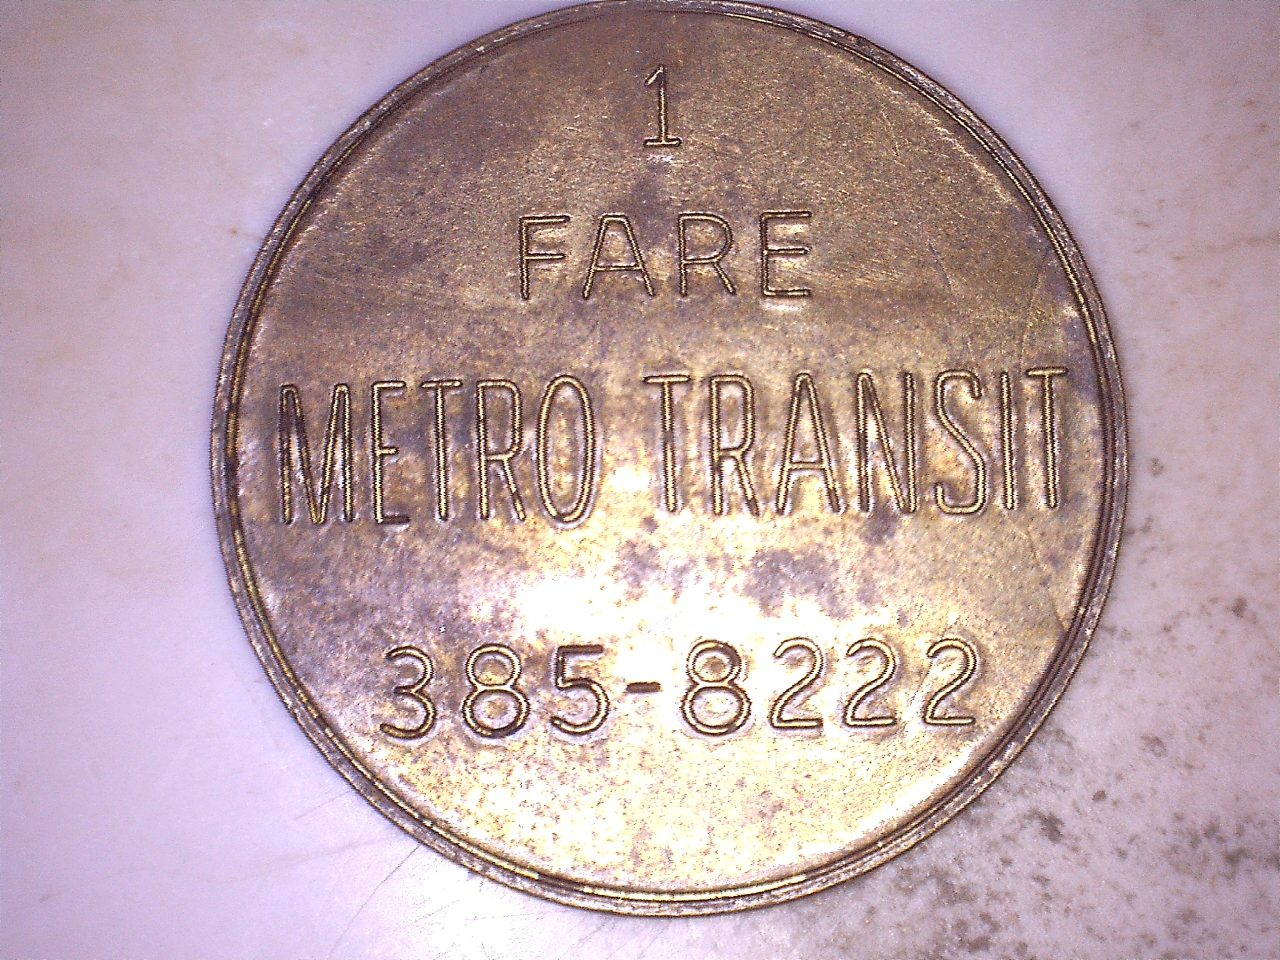 1
FARE
METRO TRANSIT
385-8222